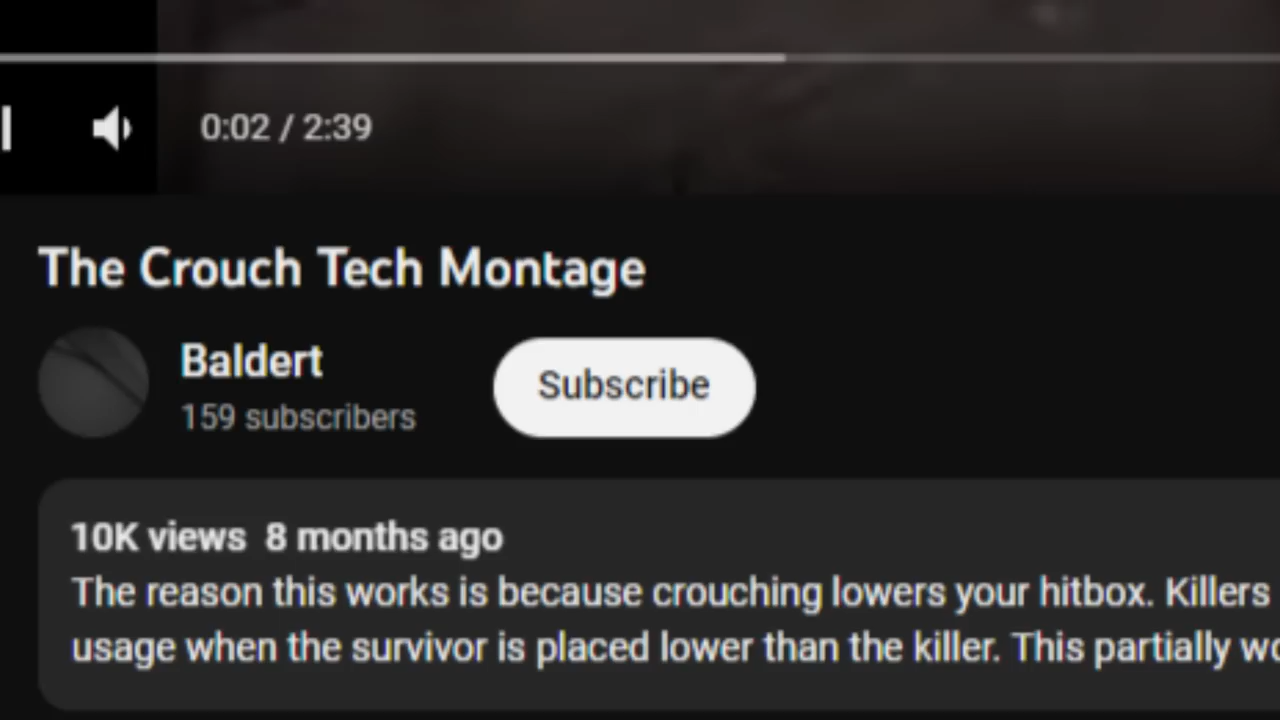 0:02 / 2:39
The Crouch Tech Montage
Baldert
Subscribe
159 subscribers
10K views 8 months ago
The reason this works is because crouching lowers your hitbox. Killers
usage when the survivor is placed lower than the killer. This partially